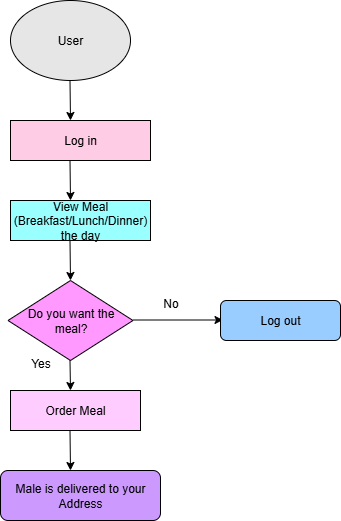 User
Log in
View Meal
(Breakfast/Lunch/Dinner)
the day
Do you want the
meal?
No
Log out
Yes
Order Meal
Male is delivered to your
Address